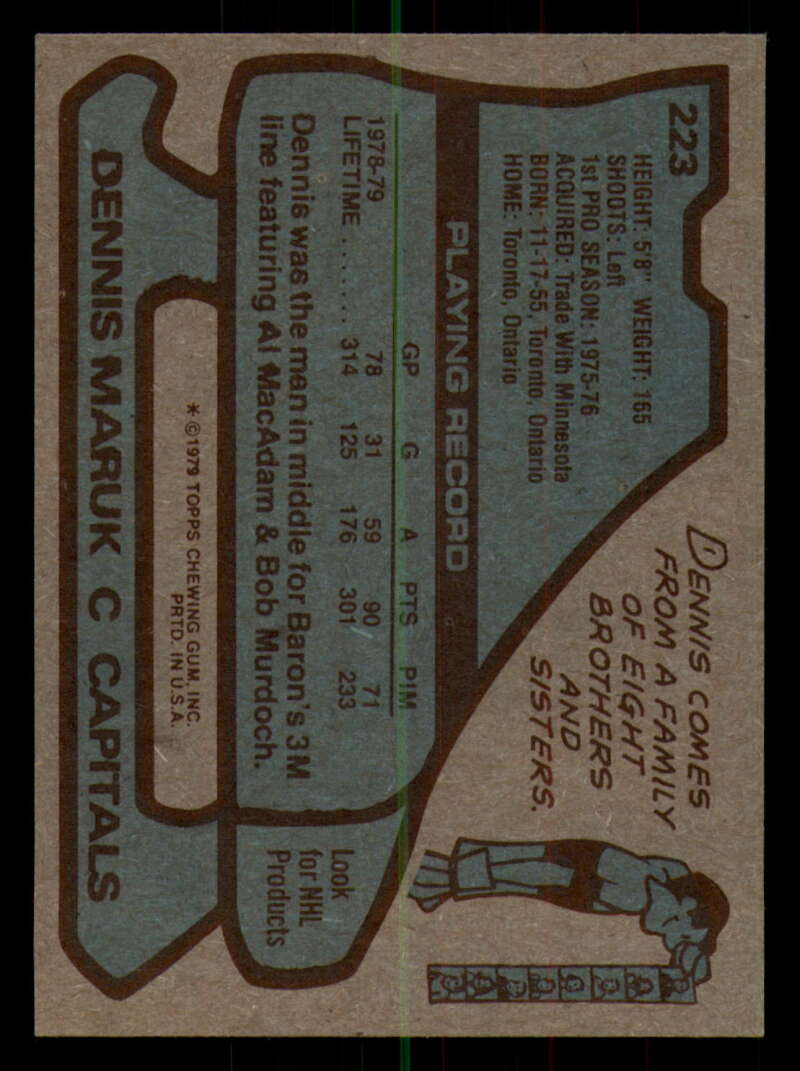 223
HEIGHT: 5'8" WEIGHT: 165
SHOOTS: Left
1st PRO SEASON: 1975-76
ACQUIRED: Trade With Minnesota
BORN: 11-17-55, Toronto, Ontario
HOME: Toronto, Ontario
DENNIS COMES
FROM A FAMILY
OF EIGHT
BROTHERS
AND
SISTERS.
PLAYING RECORD
GP G A PTS PIM
1978-79 78 31 59 90 71
LIFETIME ....... 314 125 176 301 233
Dennis was the man in middle for Baron's 3M
line featuring Al MacAdam & Bob Murdoch.
Look
for NHL
Products
* ©1979 TOPPS CHEWING GUM, INC.
PRTD. IN U.S.A.
DENNIS MARUK C CAPITALS